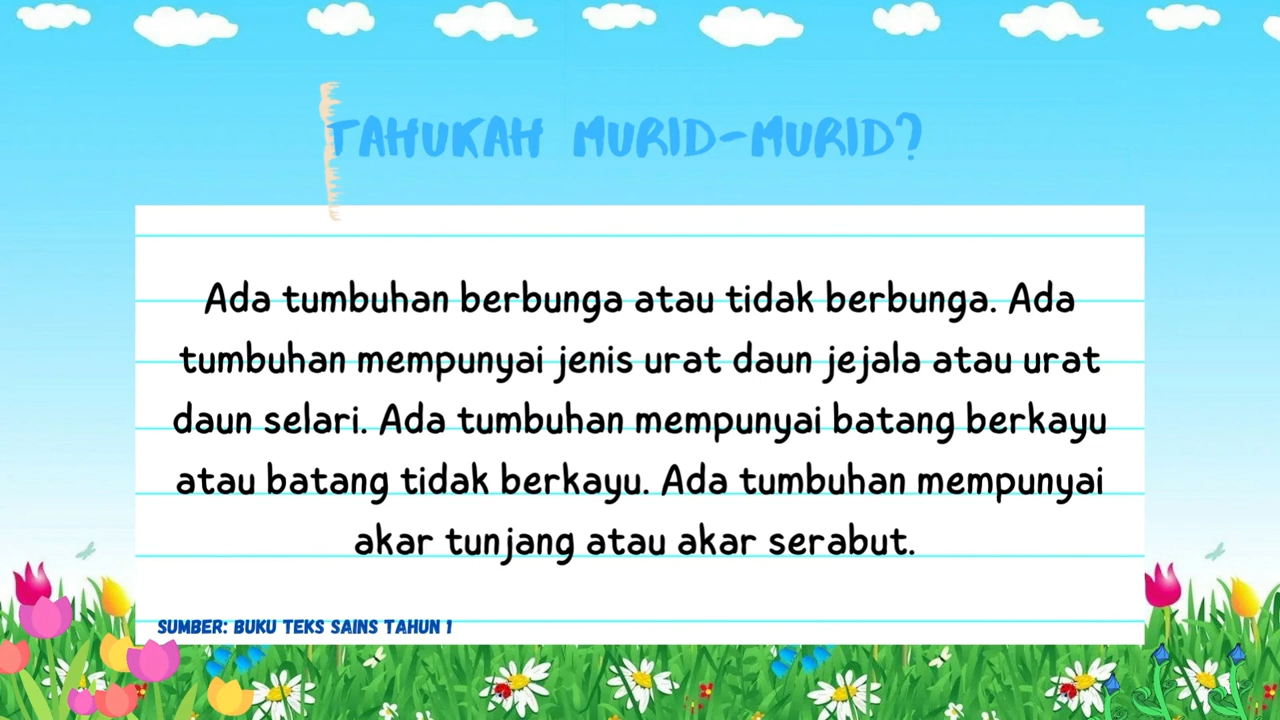 TAHUKAH MURID-MURID?
Ada tumbuhan berbunga atau tidak berbunga. Ada
tumbuhan mempunyai jenis urat daun jejala atau urat
daun selari. Ada tumbuhan mempunyai batang berkayu
atau batang tidak berkayu. Ada tumbuhan mempunyai
akar tunjang atau akar serabut.
SUMBER: BUKU TEKS SAINS TAHUN 1